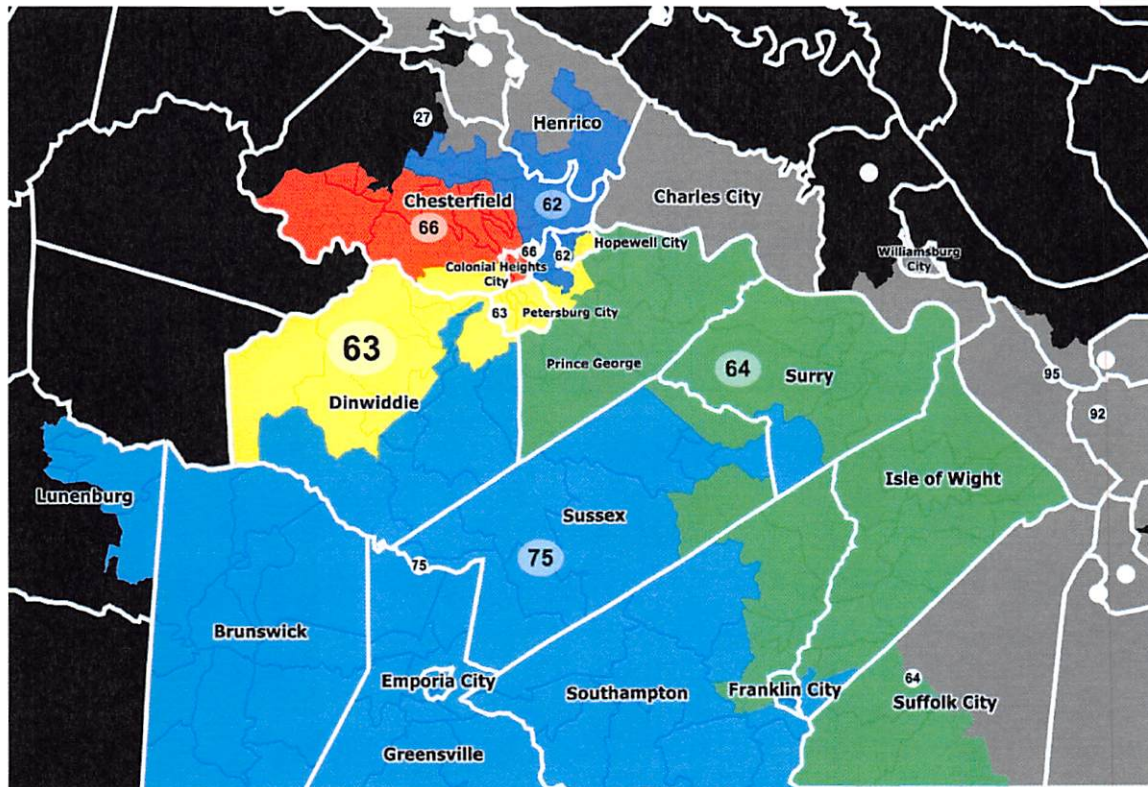 27
Henrico
Chesterfield
66
62
Charles City
66
62
Hopewell City
Colonial Heights
City
Williamsburg
City
63
Petersburg City
63
Prince George
64
Surry
95
92
Dinwiddie
Lunenburg
Isle of Wight
Sussex
75
75
Brunswick
Emporia City
Southampton
Franklin City
64
Suffolk City
Greensville